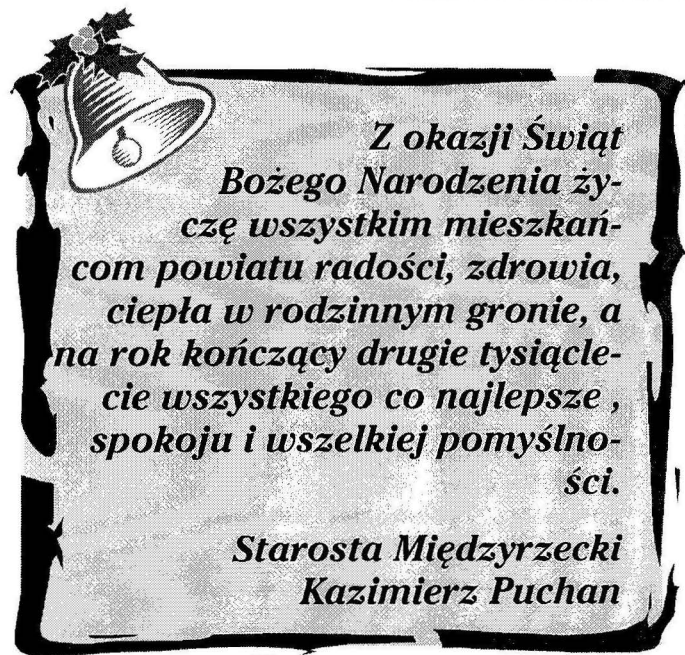 Z okazji Świąt
Bożego Narodzenia ży-
czę wszystkim mieszkań-
com powiatu radości, zdrowia,
ciepła w rodzinnym gronie, a
na rok kończący drugie tysiącle-
cie wszystkiego co najlepsze ,
spokoju i wszelkiej pomyślno-
ści.
Starosta Międzyrzecki
Kazimierz Puchan